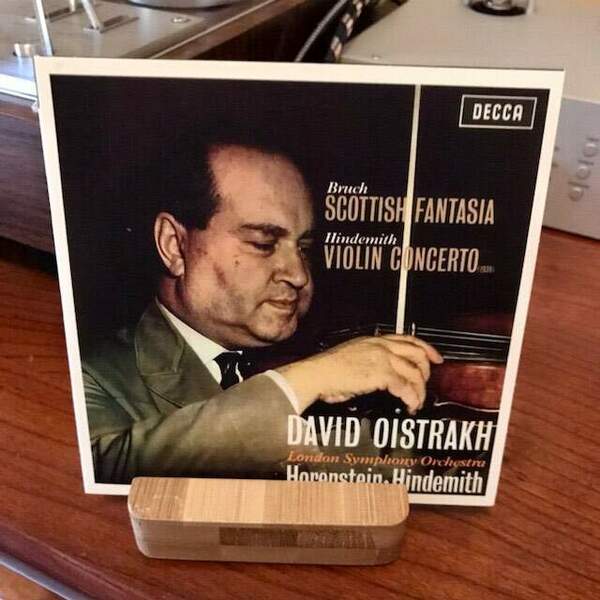 DECCA
Bruch
SCOTTISH FANTASIA
Hindemith
VIOLIN CONCERTO (1939)
DAVID OISTRAKH
London Symphony Orchestra
Horenstein·Hindemith